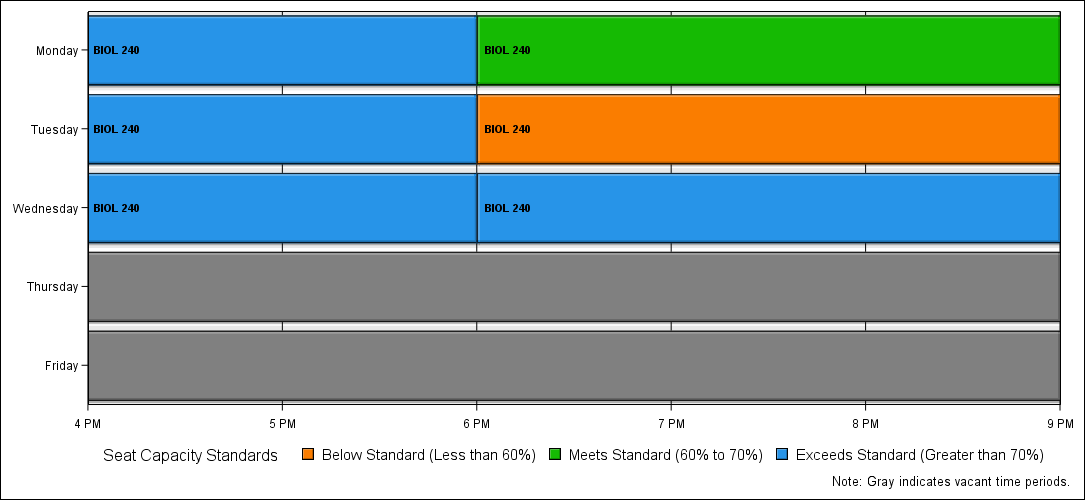 Monday BIOL 240 BIOL 240
Tuesday BIOL 240 BIOL 240
Wednesday BIOL 240 BIOL 240
Thursday
Friday
4 PM 5 PM 6 PM 7 PM 8 PM 9 PM
Seat Capacity Standards Below Standard (Less than 60%) Meets Standard (60% to 70%) Exceeds Standard (Greater than 70%)
Note: Gray indicates vacant time periods.